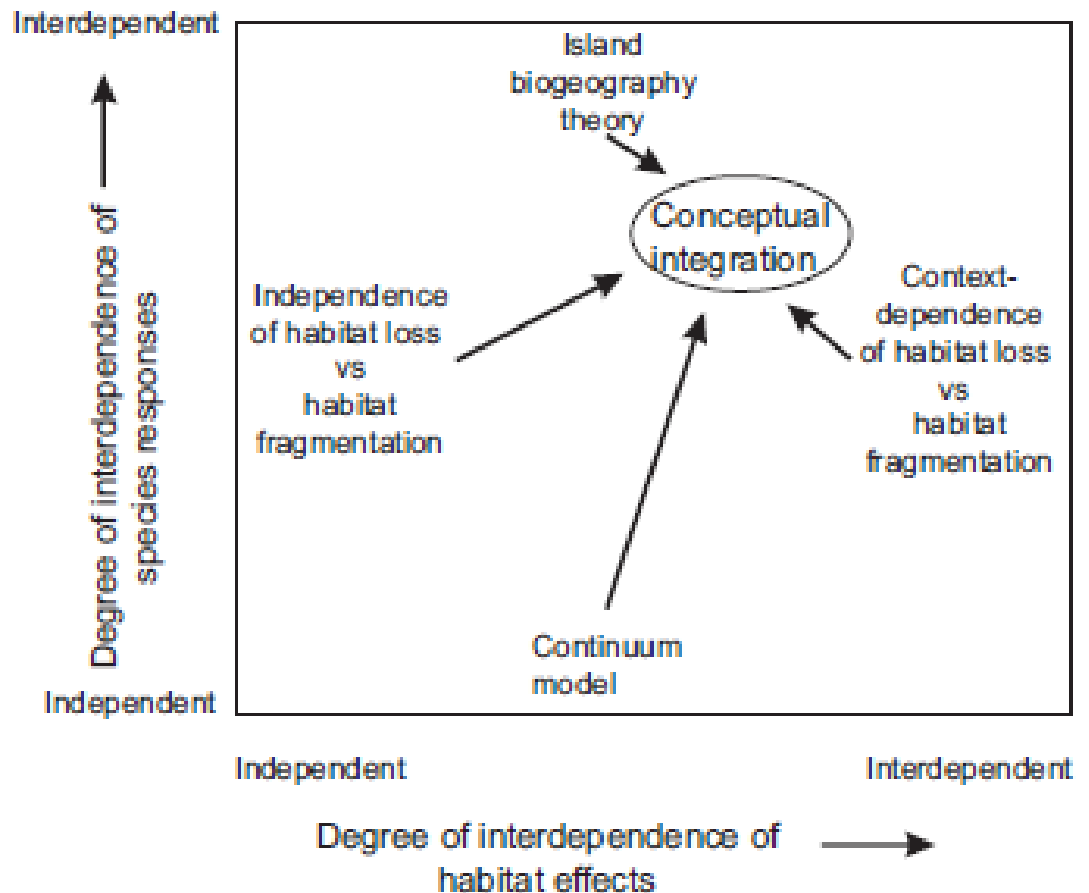 Interdependent
Island
biogeography
theory
Conceptual
integration
Independence
of habitat loss
vs
habitat
fragmentation
Context-
dependence
of habitat loss
vs
habitat
fragmentation
Continuum
model
Degree of interdependence of
species responses
Independent
Independent
Interdependent
Degree of interdependence of
habitat effects